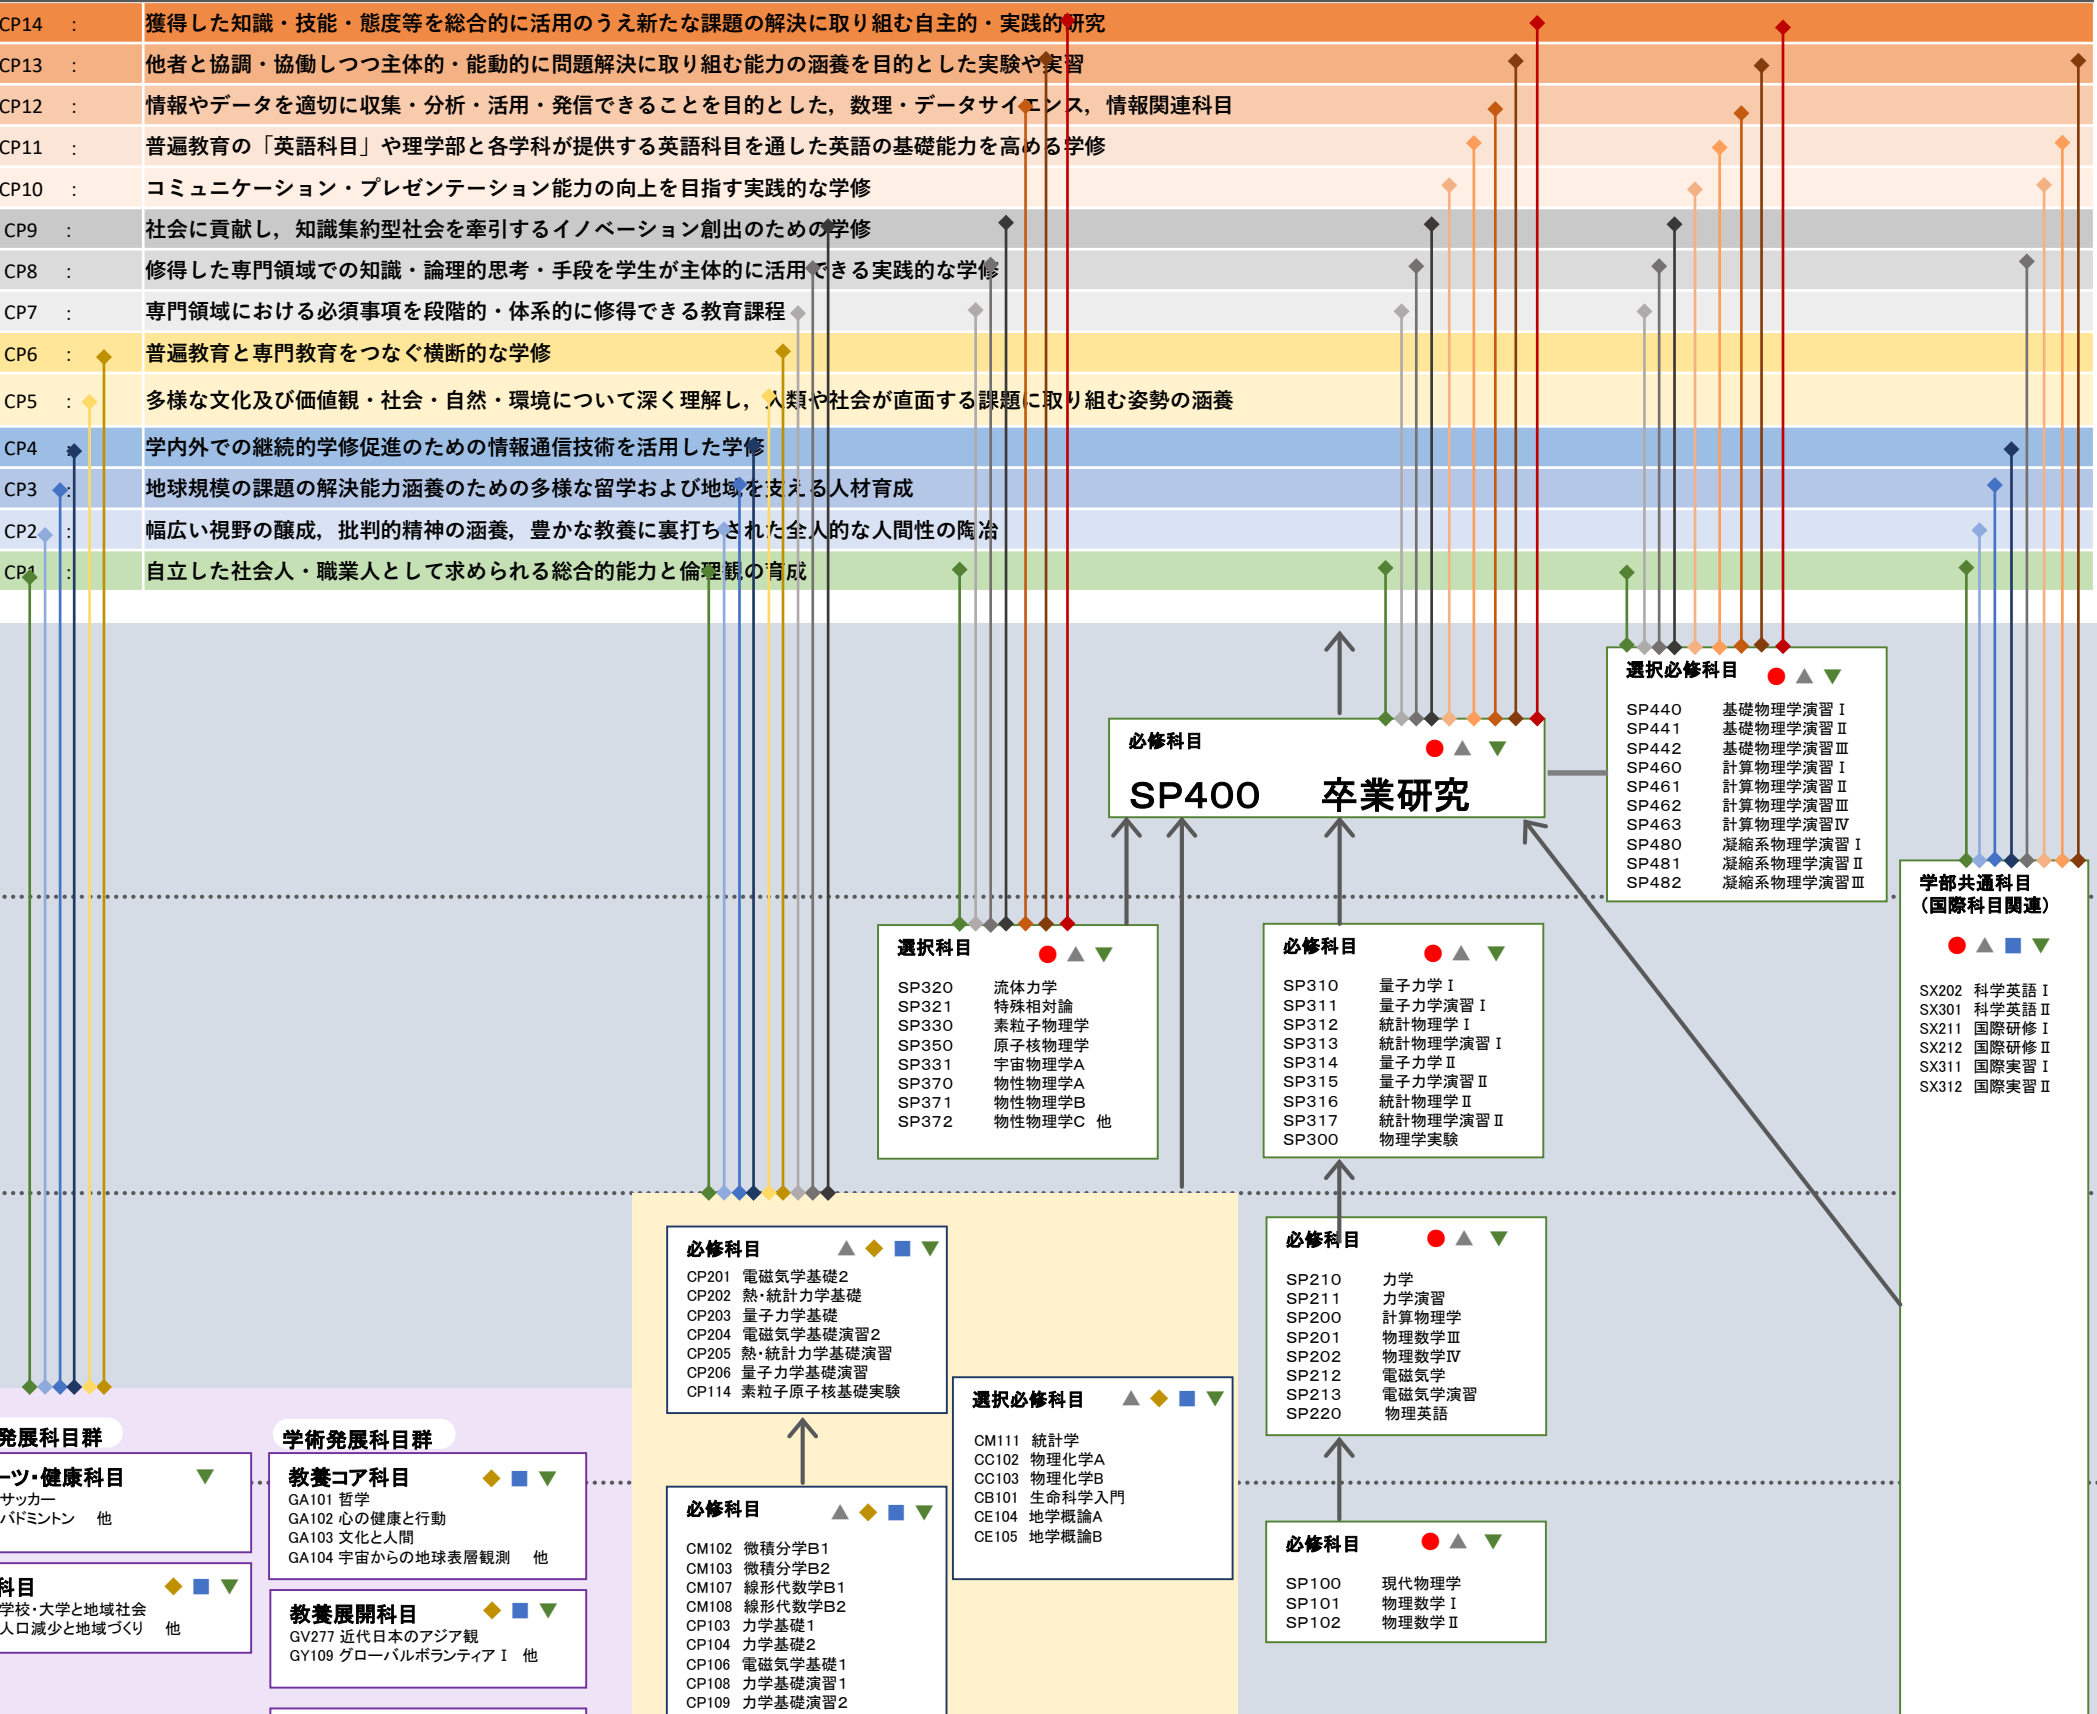 CP14 : 獲得した知識・技能・態度等を総合的に活用のうえ新たな課題の解決に取り組む自主的・実践的研究
CP13 : 他者と協調・協働しつつ主体的・能動的に問題解決に取り組む能力の涵養を目的とした実験や実習
CP12 : 情報やデータを適切に収集・分析・活用・発信できることを目的とした，数理・データサイエンス，情報関連科目
CP11 : 普遍教育の「英語科目」や理学部と各学科が提供する英語科目を通した英語の基礎能力を高める学修
CP10 : コミュニケーション・プレゼンテーション能力の向上を目指す実践的な学修
CP9 : 社会に貢献し，知識集約型社会を牽引するイノベーション創出のための学修
CP8 : 修得した専門領域での知識・論理的思考・手段を学生が主体的に活用できる実践的な学修
CP7 : 専門領域における必須事項を段階的・体系的に修得できる教育課程
CP6 : 普遍教育と専門教育をつなぐ横断的な学修
CP5 : 多様な文化及び価値観・社会・自然・環境について深く理解し，人類や社会が直面する課題に取り組む姿勢の涵養
CP4 : 学内外での継続的学修促進のための情報通信技術を活用した学修
CP3 : 地球規模の課題の解決能力涵養のための多様な留学および地域を支える人材育成
CP2 : 幅広い視野の醸成，批判的精神の涵養，豊かな教養に裏打ちされた全人的な人間性の陶冶
CP1 : 自立した社会人・職業人として求められる総合的能力と倫理観の育成
選択必修科目
SP440 基礎物理学演習Ⅰ
SP441 基礎物理学演習Ⅱ
SP442 基礎物理学演習Ⅲ
SP460 計算物理学演習Ⅰ
SP461 計算物理学演習Ⅱ
SP462 計算物理学演習Ⅲ
SP463 計算物理学演習Ⅳ
SP480 凝縮系物理学演習Ⅰ
SP481 凝縮系物理学演習Ⅱ
SP482 凝縮系物理学演習Ⅲ
必修科目
SP400 卒業研究
学部共通科目
（国際科目関連）
SX202 科学英語Ⅰ
SX301 科学英語Ⅱ
SX211 国際研修Ⅰ
SX212 国際研修Ⅱ
SX311 国際実習Ⅰ
SX312 国際実習Ⅱ
選択科目
SP320 流体力学
SP321 特殊相対論
SP330 素粒子物理学
SP350 原子核物理学
SP331 宇宙物理学A
SP370 物性物理学A
SP371 物性物理学B
SP372 物性物理学C 他
必修科目
SP310 量子力学Ⅰ
SP311 量子力学演習Ⅰ
SP312 統計物理学Ⅰ
SP313 統計物理学演習Ⅰ
SP314 量子力学Ⅱ
SP315 量子力学演習Ⅱ
SP316 統計物理学Ⅱ
SP317 統計物理学演習Ⅱ
SP300 物理学実験
必修科目
CP201 電磁気学基礎2
CP202 熱・統計力学基礎
CP203 量子力学基礎
CP204 電磁気学基礎演習2
CP205 熱・統計力学基礎演習
CP206 量子力学基礎演習
CP114 素粒子原子核基礎実験
必修科目
SP210 力学
SP211 力学演習
SP200 計算物理学
SP201 物理数学Ⅲ
SP202 物理数学Ⅳ
SP212 電磁気学
SP213 電磁気学演習
SP220 物理英語
選択必修科目
CM111 統計学
CC102 物理化学A
CC103 物理化学B
CB101 生命科学入門
CE104 地学概論A
CE105 地学概論B
発展科目群
ーツ・健康科目
サッカー
バドミントン 他
科目
学校・大学と地域社会
人口減少と地域づくり 他
学術発展科目群
教養コア科目
GA101 哲学
GA102 心の健康と行動
GA103 文化と人間
GA104 宇宙からの地球表層観測 他
教養展開科目
GV277 近代日本のアジア観
GY109 グローバルボランティアⅠ 他
必修科目
CM102 微積分学B1
CM103 微積分学B2
CM107 線形代数学B1
CM108 線形代数学B2
CP103 力学基礎1
CP104 力学基礎2
CP106 電磁気学基礎1
CP108 力学基礎演習1
CP109 力学基礎演習2
必修科目
SP100 現代物理学
SP101 物理数学Ⅰ
SP102 物理数学Ⅱ